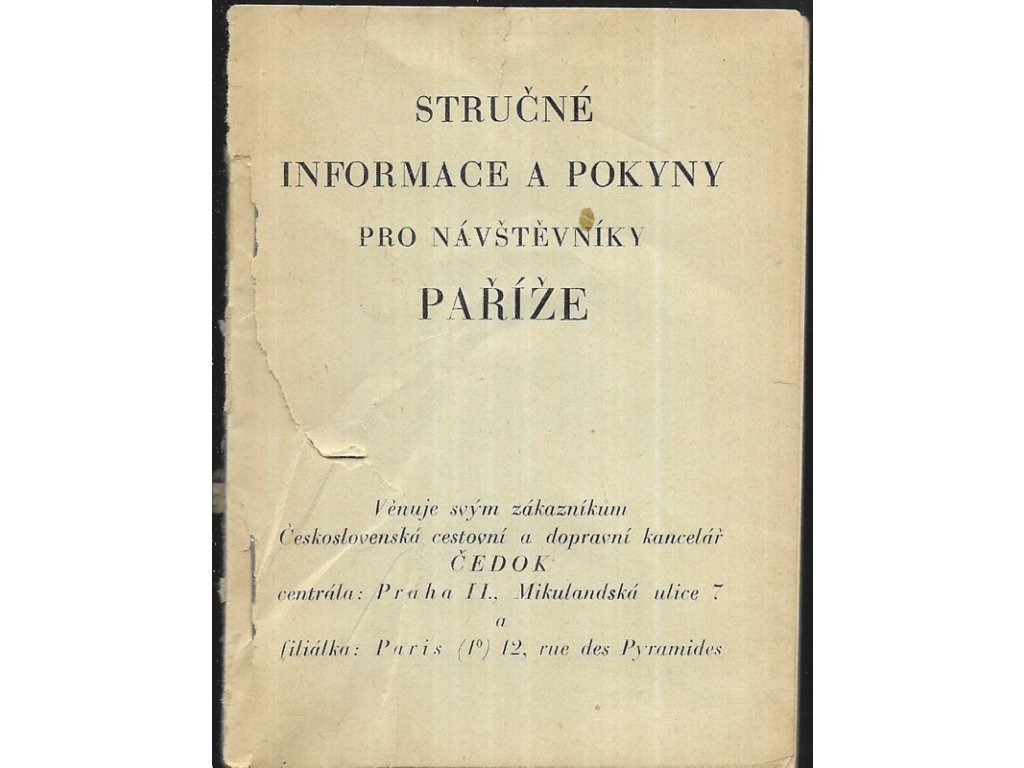 STRUČNÉ
INFORMACE A POKYNY
PRO NÁVŠTĚVNÍKY
PAŘÍŽE
Věnuje svým zákazníkům
Československá cestovní a dopravní kancelář
ČEDOK
centrála: Praha II., Mikulandská ulice 7
a
filiálka: Paris (1º) 12, rue des Pyramides